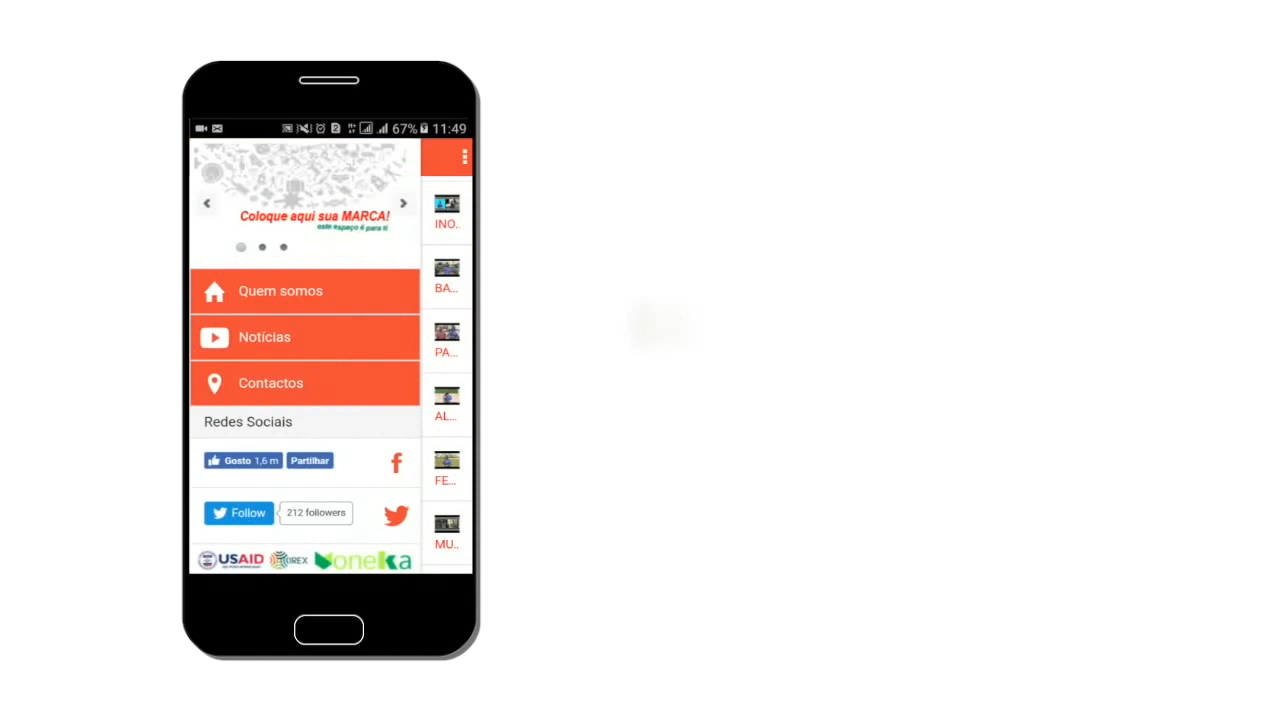 67% 11:49
Coloque aqui sua MARCA!
este espaço é para ti
INO..
BA...
PA...
AL...
FE...
MU..
Quem somos
Notícias
Contactos
Redes Sociais
Gosto 1,6 m Partilhar
Follow 212 followers
USAID IREX Voneka